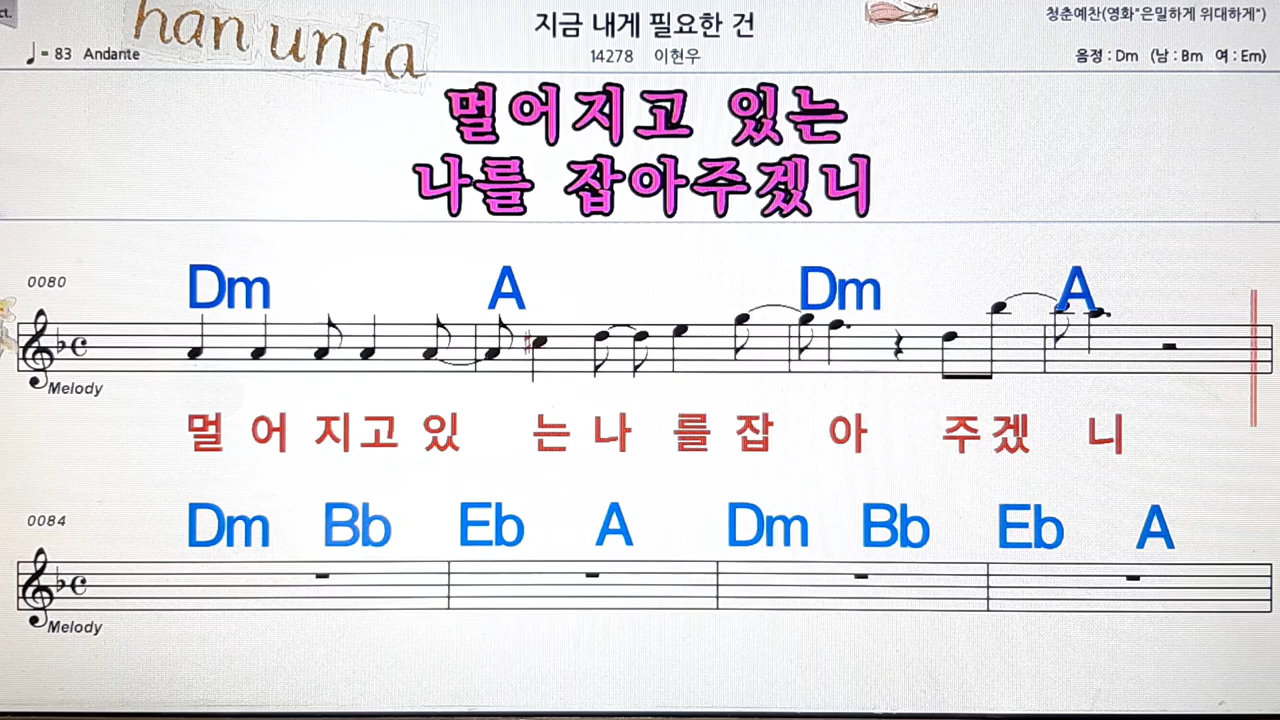 ct.
han unfa
지금 내게 필요한 건
청춘예찬(영화"은밀하게 위대하게")
♩= 83 Andante
14278 이현우
음정 : Dm (남 : Bm 여 : Em)
멀어지고 있는
나를 잡아주겠니
0080
Dm A Dm A
Melody
멀 어 지고 있 는 나 를 잡 아 주겠 니
0084
Dm Bb Eb A Dm Bb Eb A
Melody